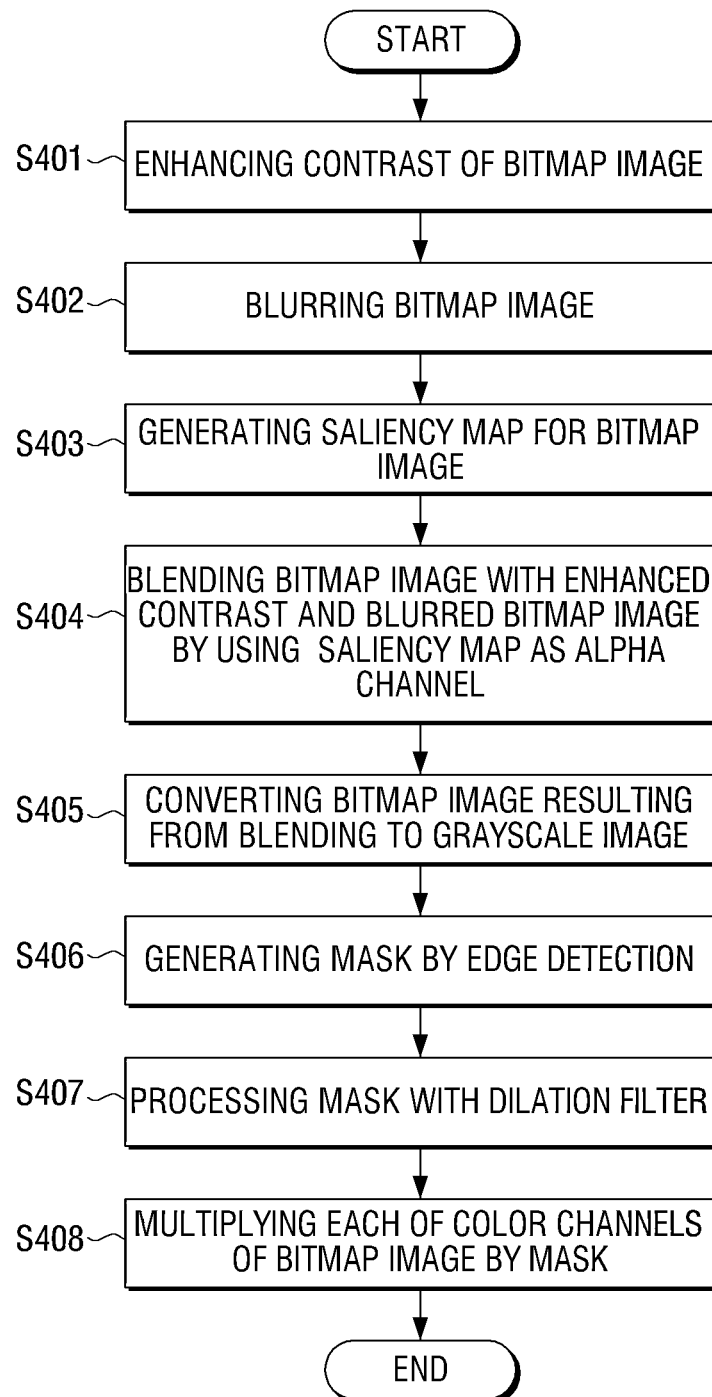 START
S401
ENHANCING CONTRAST OF BITMAP IMAGE
S402
BLURRING BITMAP IMAGE
S403
GENERATING SALIENCY MAP FOR BITMAP
IMAGE
S404
BLENDING BITMAP IMAGE WITH ENHANCED
CONTRAST AND BLURRED BITMAP IMAGE
BY USING SALIENCY MAP AS ALPHA
CHANNEL
S405
CONVERTING BITMAP IMAGE RESULTING
FROM BLENDING TO GRAYSCALE IMAGE
S406
GENERATING MASK BY EDGE DETECTION
S407
PROCESSING MASK WITH DILATION FILTER
S408
MULTIPLYING EACH OF COLOR CHANNELS
OF BITMAP IMAGE BY MASK
END